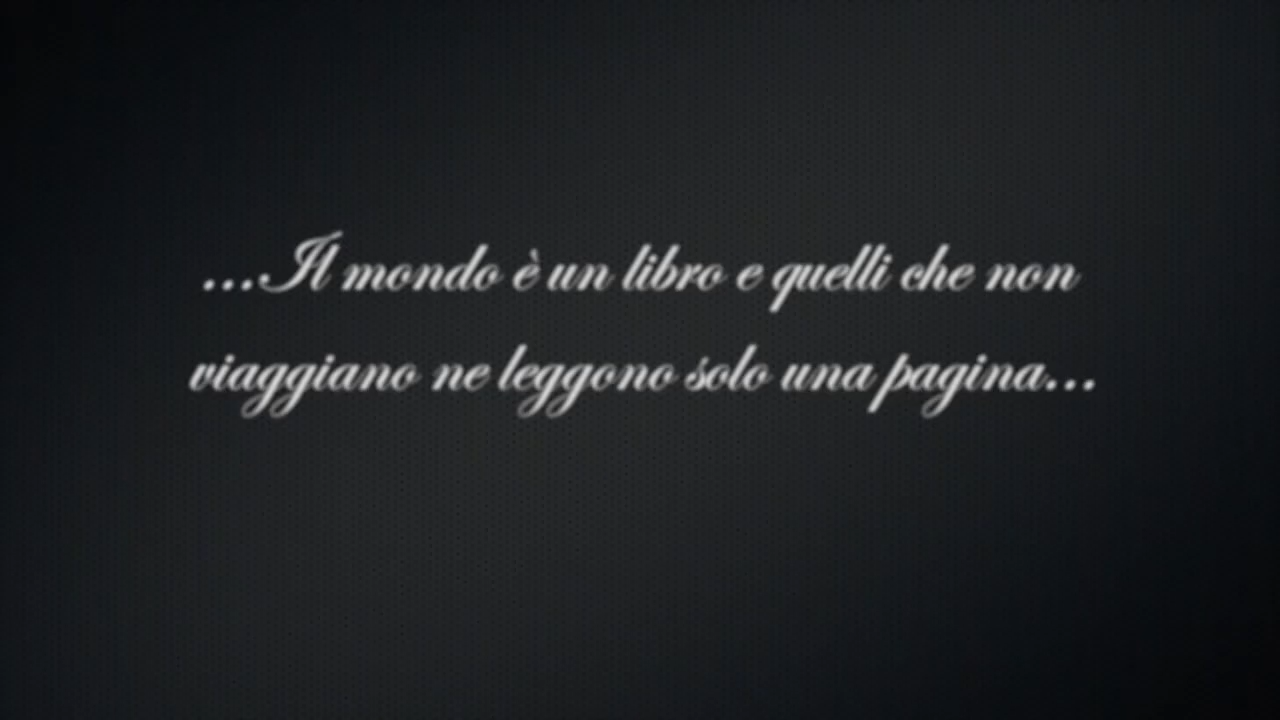 ...Il mondo è un libro e quelli che non
viaggiano ne leggono solo una pagina...